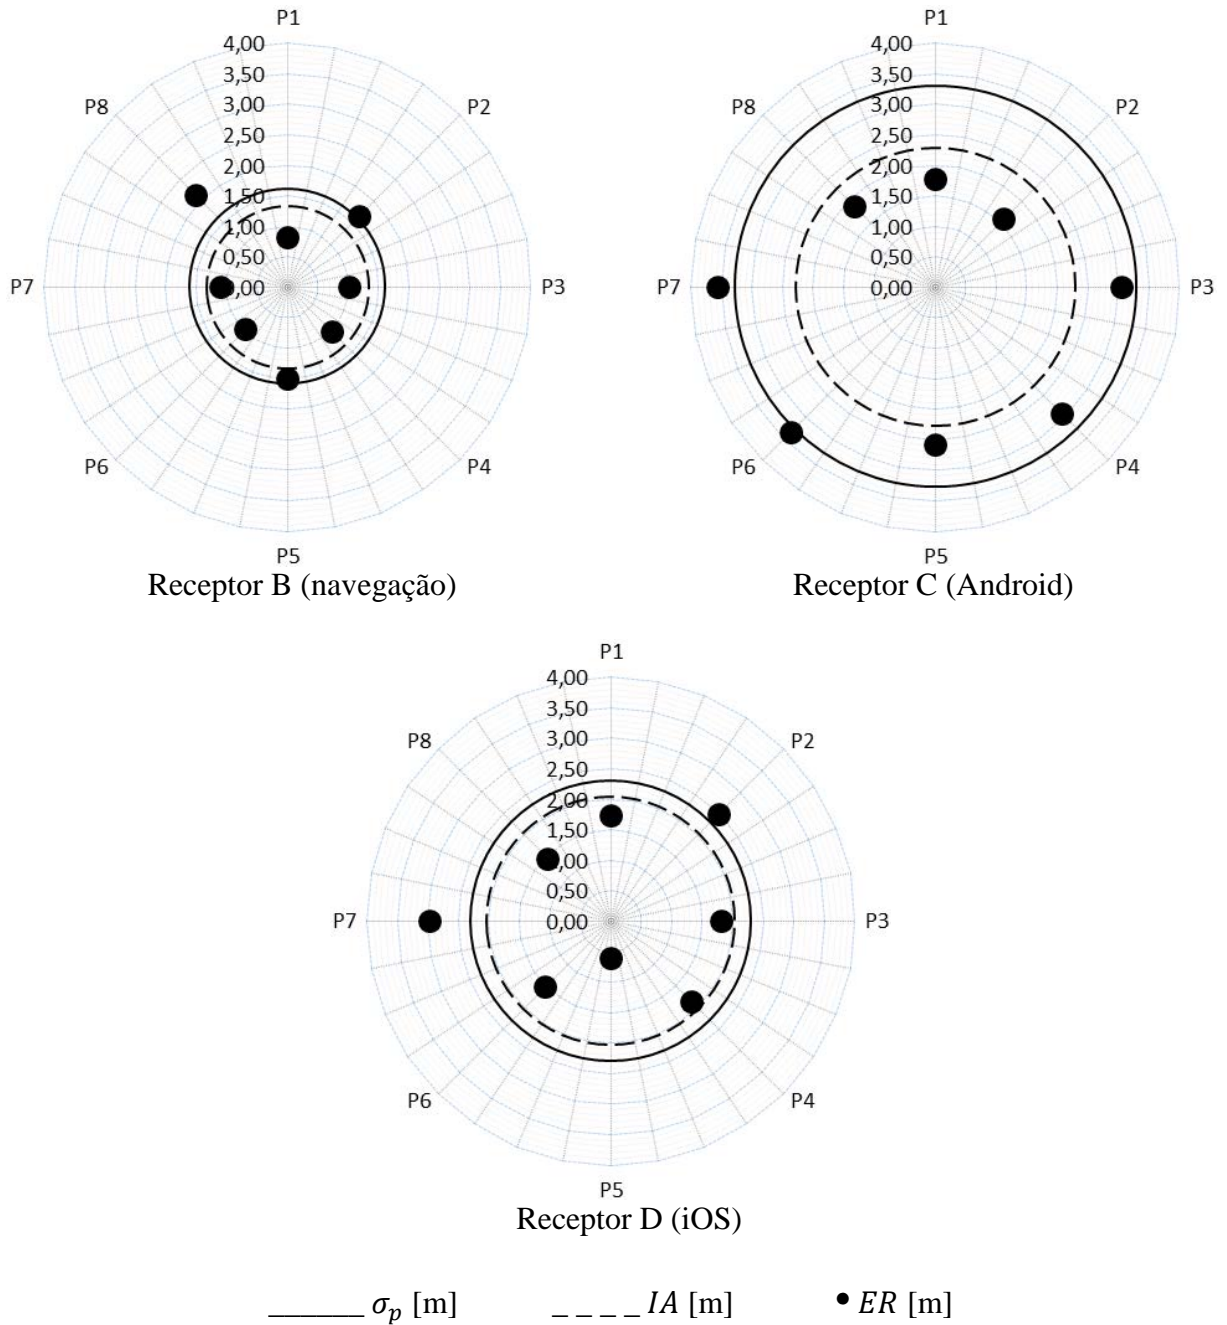 P1
4,00
3,50
3,00
2,50
2,00
1,50
1,00
0,50
0,00
P8
P2
P7
P3
P6
P4
P5
Receptor B (navegação)
P1
4,00
3,50
3,00
2,50
2,00
1,50
1,00
0,50
0,00
P8
P2
P7
P3
P6
P4
P5
Receptor C (Android)
P1
4,00
3,50
3,00
2,50
2,00
1,50
1,00
0,50
0,00
P8
P2
P7
P3
P6
P4
P5
Receptor D (iOS)
______ σp [m] _ _ _ _ IA [m] • ER [m]